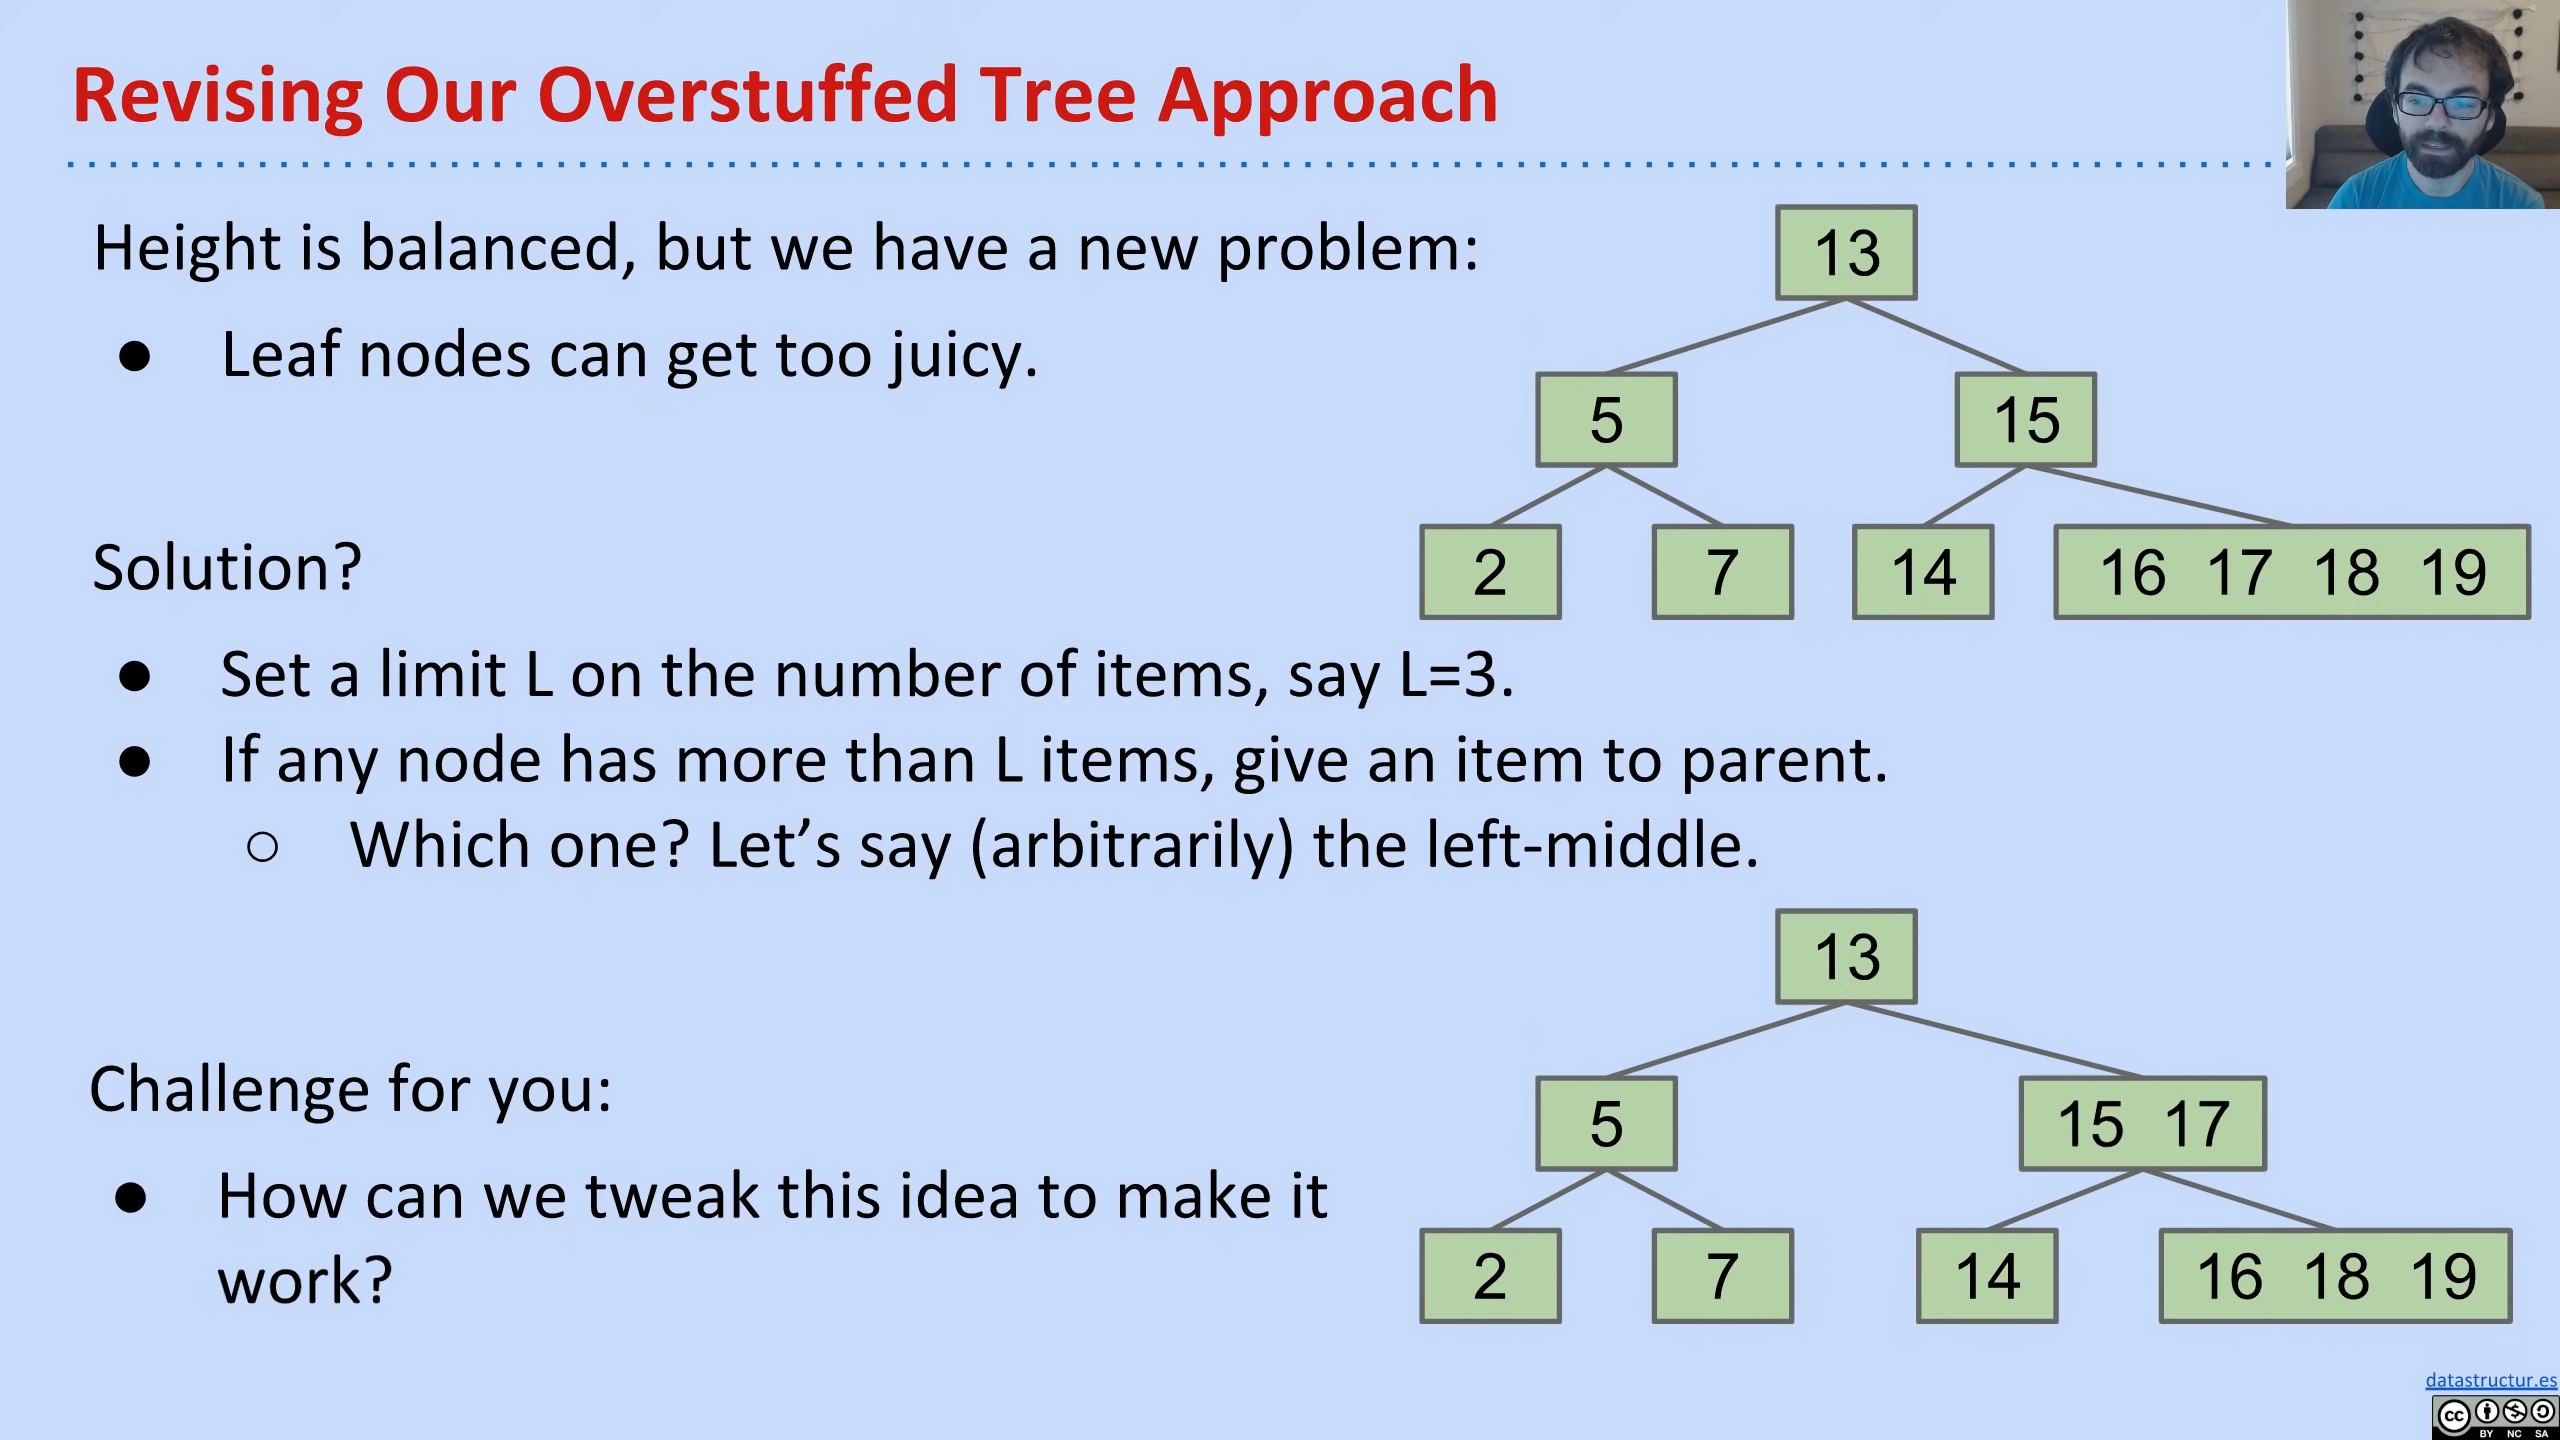 Revising Our Overstuffed Tree Approach
Height is balanced, but we have a new problem:
● Leaf nodes can get too juicy.
13
5 15
2 7 14 16 17 18 19
Solution?
● Set a limit L on the number of items, say L=3.
● If any node has more than L items, give an item to parent.
○ Which one? Let’s say (arbitrarily) the left-middle.
13
5 15 17
2 7 14 16 18 19
Challenge for you:
● How can we tweak this idea to make it
work?
datastructur.es
cc
BY NC SA